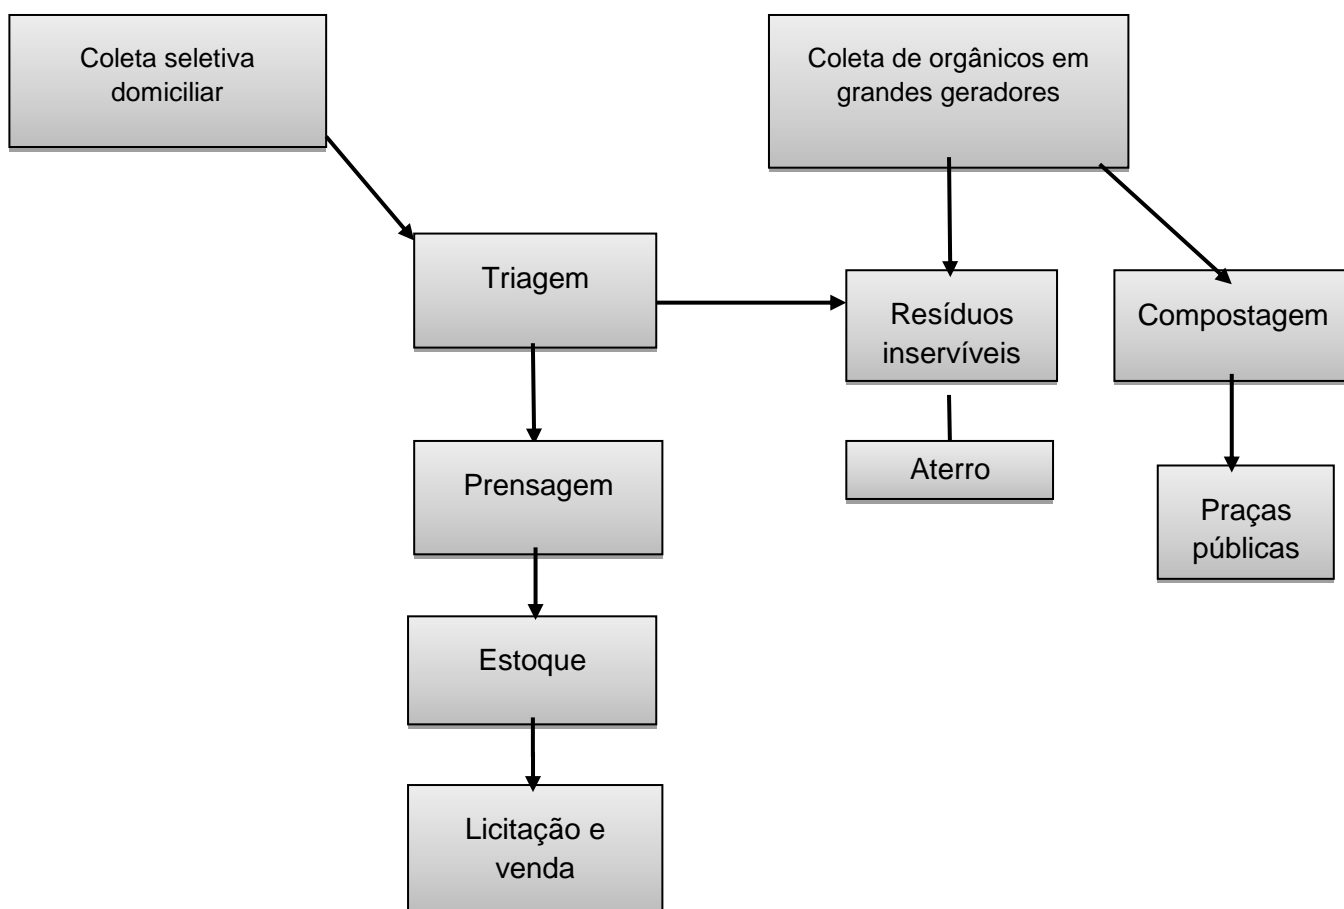 Coleta seletiva
domiciliar
Coleta de orgânicos em
grandes geradores
Triagem
Resíduos
inservíveis
Compostagem
Prensagem
Aterro
Praças
públicas
Estoque
Licitação e
venda